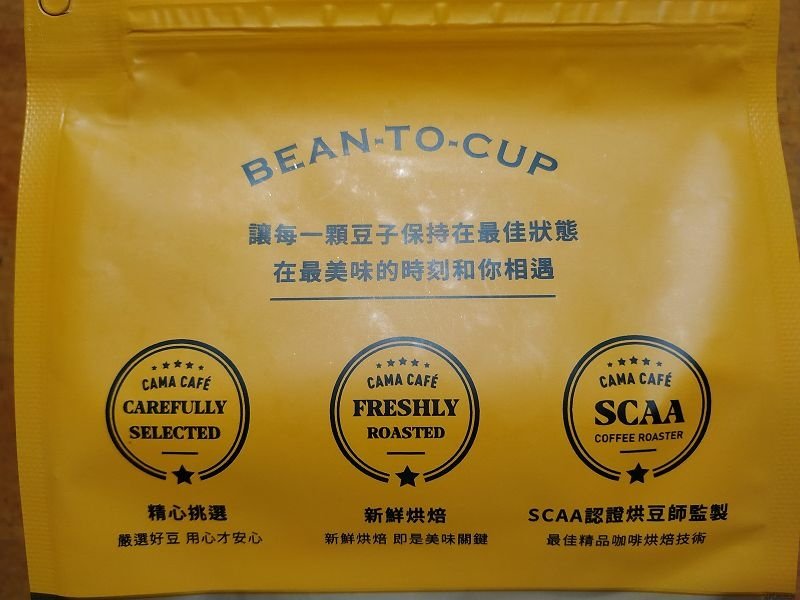 BEAN-TO-CUP
讓每一顆豆子保持在最佳狀態
在最美味的時刻和你相遇
CAMA CAFÉ
CAREFULLY
SELECTED
精心挑選
嚴選好豆 用心才安心
CAMA CAFÉ
FRESHLY
ROASTED
新鮮烘焙
新鮮烘焙 即是美味關鍵
CAMA CAFÉ
SCAA
COFFEE ROASTER
SCAA認證烘豆師監製
最佳精品咖啡烘焙技術